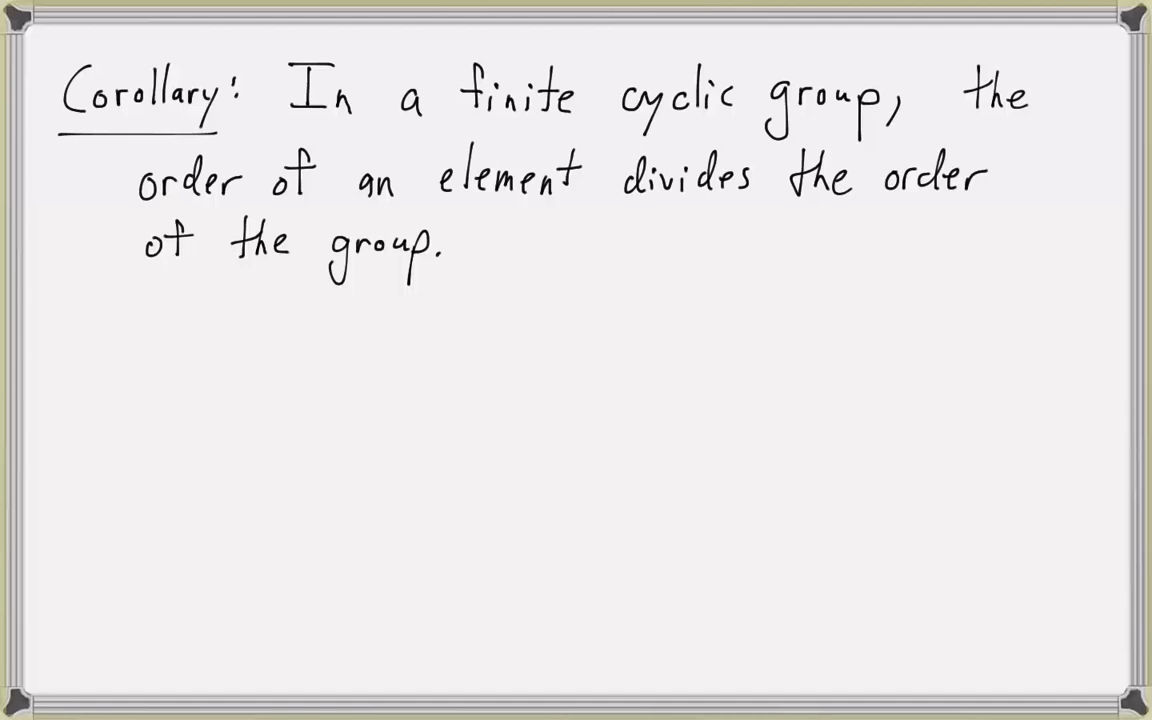 Corollary: In a finite cyclic group, the
order of an element divides the order
of the group.